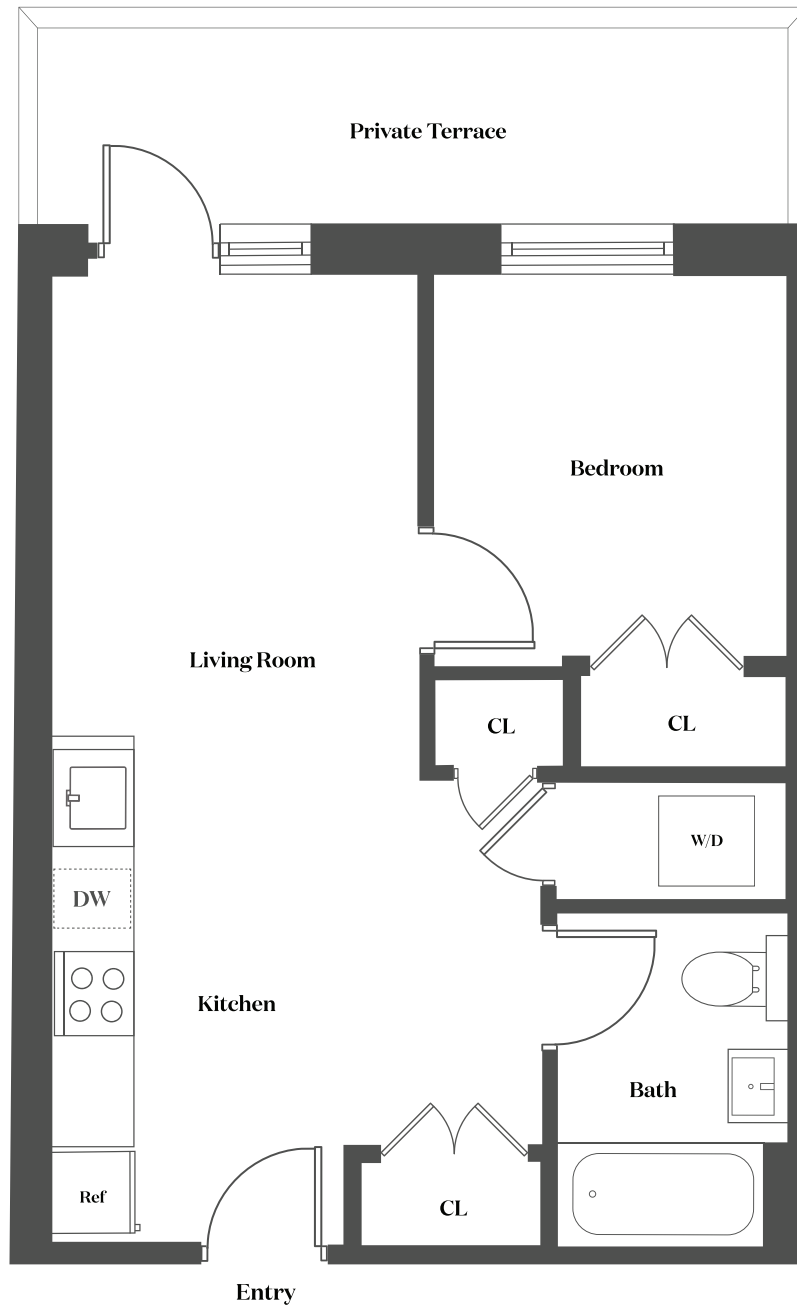 Private Terrace
Bedroom
Living Room
CL
CL
W/D
DW
Kitchen
Bath
Ref
CL
Entry